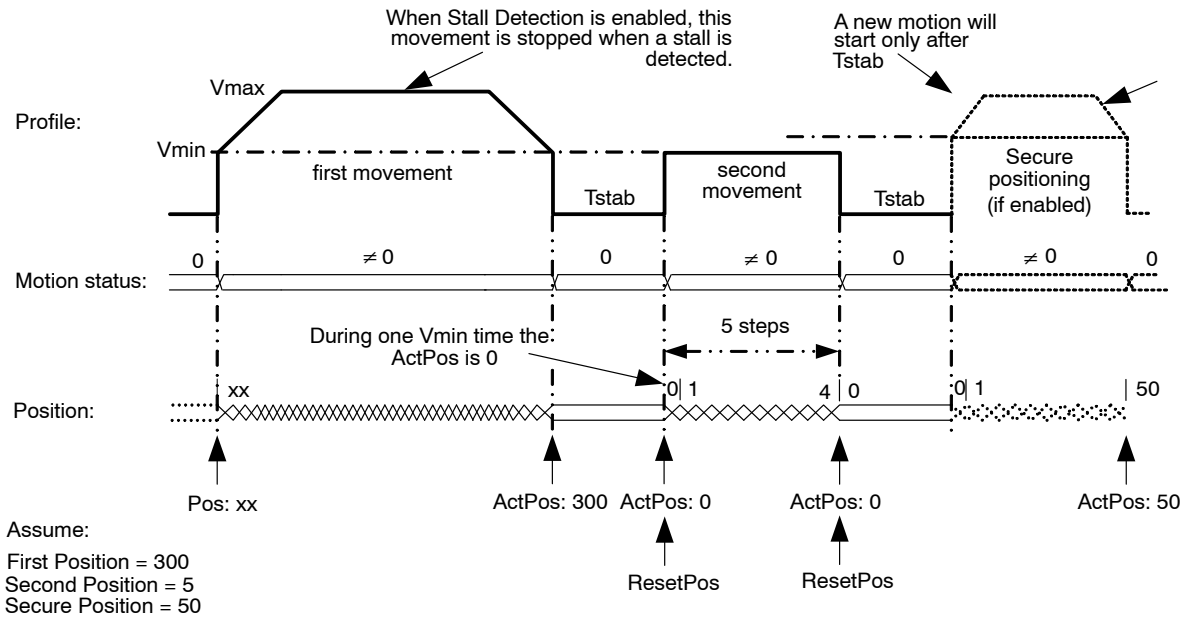 When Stall Detection is enabled, this
movement is stopped when a stall is
detected.
A new motion will
start only after
Tstab
Vmax
Profile:
Vmin
first movement
Tstab
second
movement
Tstab
Secure
positioning
(if enabled)
Motion status:
0
≠ 0
0
≠ 0
0
≠ 0
0
During one Vmin time the
ActPos is 0
5 steps
Position:
xx
0 1
4 0
0 1
50
Pos: xx
ActPos: 300
ActPos: 0
ActPos: 0
ActPos: 50
ResetPos
ResetPos
Assume:
First Position = 300
Second Position = 5
Secure Position = 50